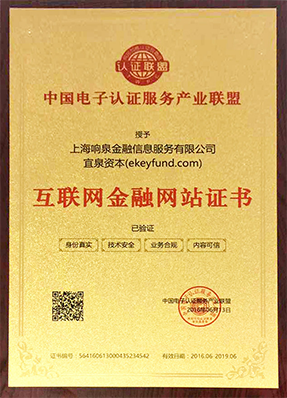 认证联盟
中国电子认证服务产业联盟
授予
上海响泉金融信息服务有限公司
宜泉资本(ekeyfund.com)
互联网金融网站证书
已验证
身份真实 技术安全 业务合规 内容可信
中国电子认证服务产业联盟
2016年06月13日
证书编号: 5641606130004352345​42 有效日期: 2016.06-2019.06